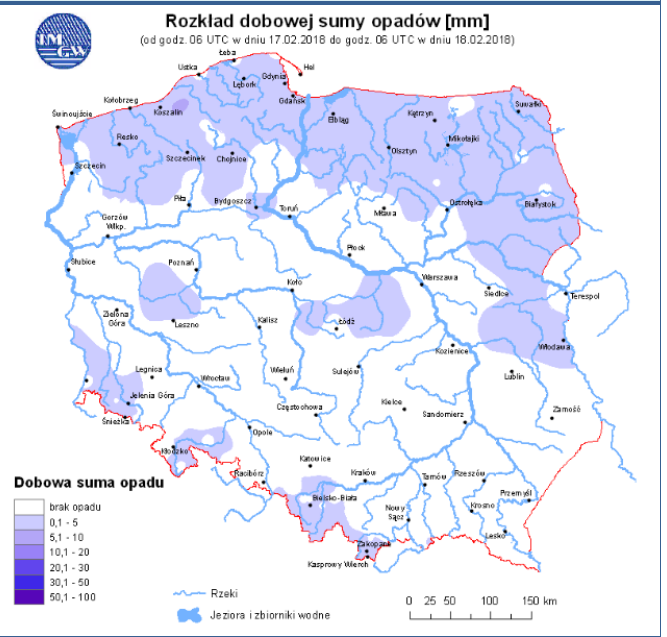 IMGW
Rozkład dobowej sumy opadów [mm]
(od godz. 06 UTC w dniu 17.02.2018 do godz. 06 UTC w dniu 18.02.2018)
Łeba
Ustka
Hel
Gdynia
Lębork
Kołobrzeg
Koszalin
Gdańsk
Suwałki
Świnoujście
Elbląg
Kętrzyn
Resko
Mikołajki
Szczecinek
Chojnice
Olsztyn
Szczecin
Piła
Bydgoszcz
Toruń
Mława
Ostrołęka
Białystok
Gorzów
Wlkp.
Płock
Słubice
Poznań
Koło
Warszawa
Siedlce
Terespol
Zielona
Góra
Leszno
Kalisz
Łódź
Kozienice
Włodawa
Legnica
Wrocław
Wieluń
Sulejów
Lublin
Jelenia Góra
Śnieżka
Częstochowa
Kielce
Sandomierz
Zamość
Opole
Kłodzko
Katowice
Racibórz
Kraków
Tarnów
Rzeszów
Przemyśl
Bielsko-Biała
Nowy
Sącz
Krosno
Lesko
Zakopane
Kasprowy Wierch
Dobowa suma opadu
brak opadu
0,1 - 5
5,1 - 10
10,1 - 20
20,1 - 30
30,1 - 50
50,1 - 100
Rzeki
Jeziora i zbiorniki wodne
0 25 50 100 150 km